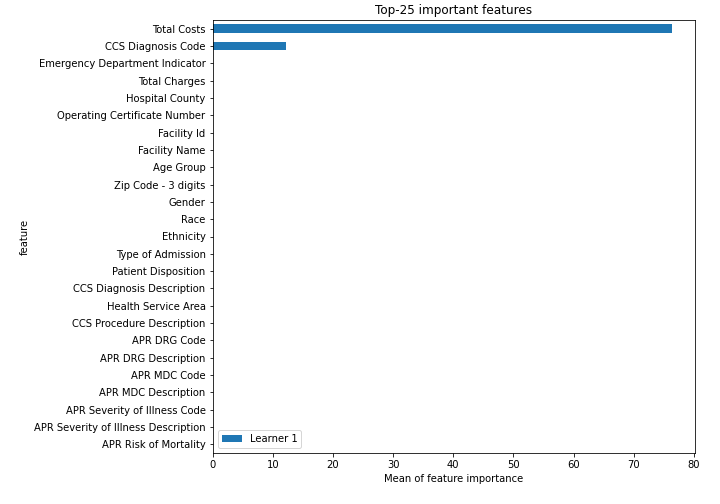 Top-25 important features
Total Costs
CCS Diagnosis Code
Emergency Department Indicator
Total Charges
Hospital County
Operating Certificate Number
Facility Id
Facility Name
Age Group
Zip Code - 3 digits
Gender
Race
Ethnicity
Type of Admission
Patient Disposition
CCS Diagnosis Description
Health Service Area
CCS Procedure Description
APR DRG Code
APR DRG Description
APR MDC Code
APR MDC Description
APR Severity of Illness Code
APR Severity of Illness Description
APR Risk of Mortality
feature
Learner 1
0 10 20 30 40 50 60 70 80
Mean of feature importance